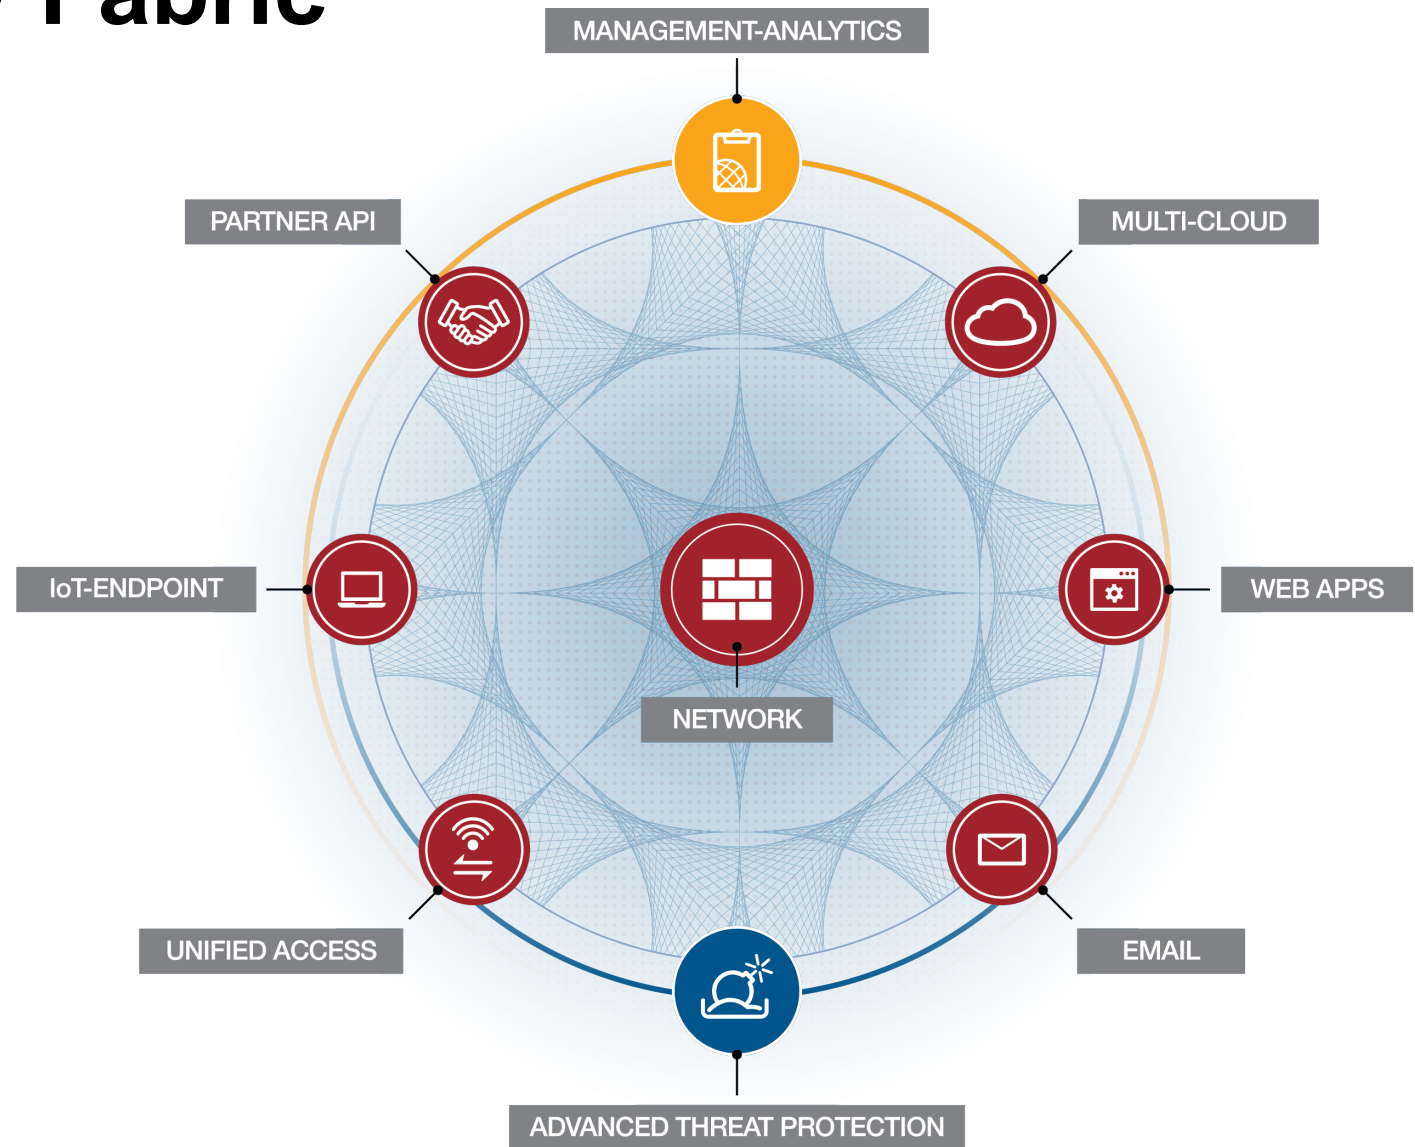 Fabric
MANAGEMENT-ANALYTICS
PARTNER API
MULTI-CLOUD
IoT-ENDPOINT
WEB APPS
NETWORK
UNIFIED ACCESS
EMAIL
ADVANCED THREAT PROTECTION